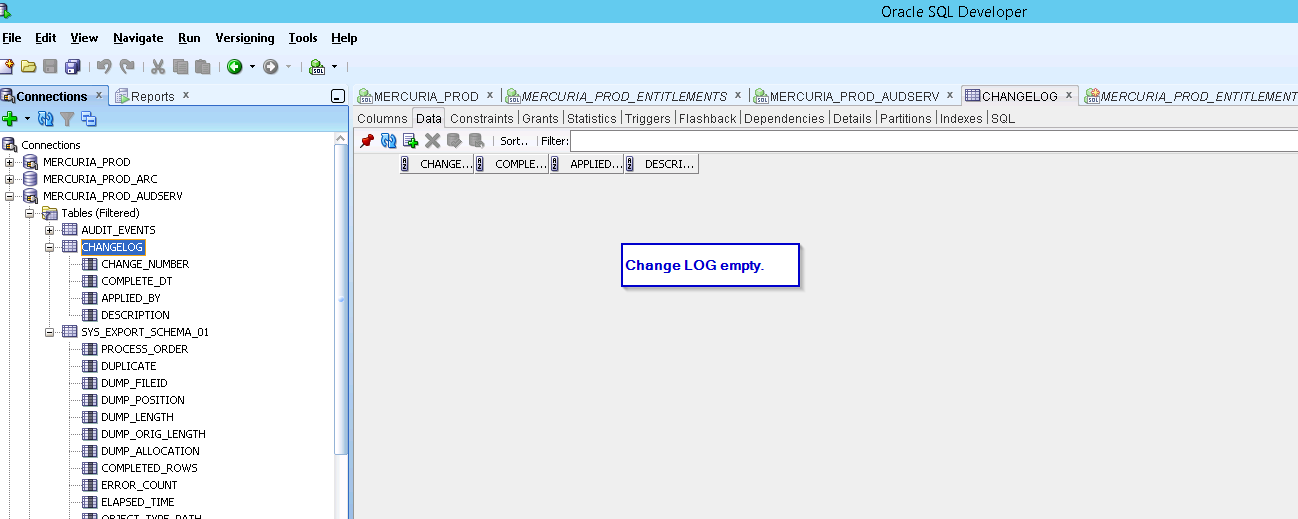 Oracle SQL Developer
File Edit View Navigate Run Versioning Tools Help
SQL
Connections x Reports x
MERCURIA_PROD x MERCURIA_PROD_ENTITLEMENTS x MERCURIA_PROD_AUDSERV x CHANGELOG x MERCURIA_PROD_ENTITLEMENT
Columns Data Constraints Grants Statistics Triggers Flashback Dependencies Details Partitions Indexes SQL
Sort.. Filter:
CHANGE... COMPLE... APPLIED... DESCRI...
Connections
MERCURIA_PROD
MERCURIA_PROD_ARC
MERCURIA_PROD_AUDSERV
Tables (Filtered)
AUDIT_EVENTS
CHANGELOG
CHANGE_NUMBER
COMPLETE_DT
APPLIED_BY
DESCRIPTION
SYS_EXPORT_SCHEMA_01
PROCESS_ORDER
DUPLICATE
DUMP_FILEID
DUMP_POSITION
DUMP_LENGTH
DUMP_ORIG_LENGTH
DUMP_ALLOCATION
COMPLETED_ROWS
ERROR_COUNT
ELAPSED_TIME
OBJECT_TYPE_PATH
Change LOG empty.